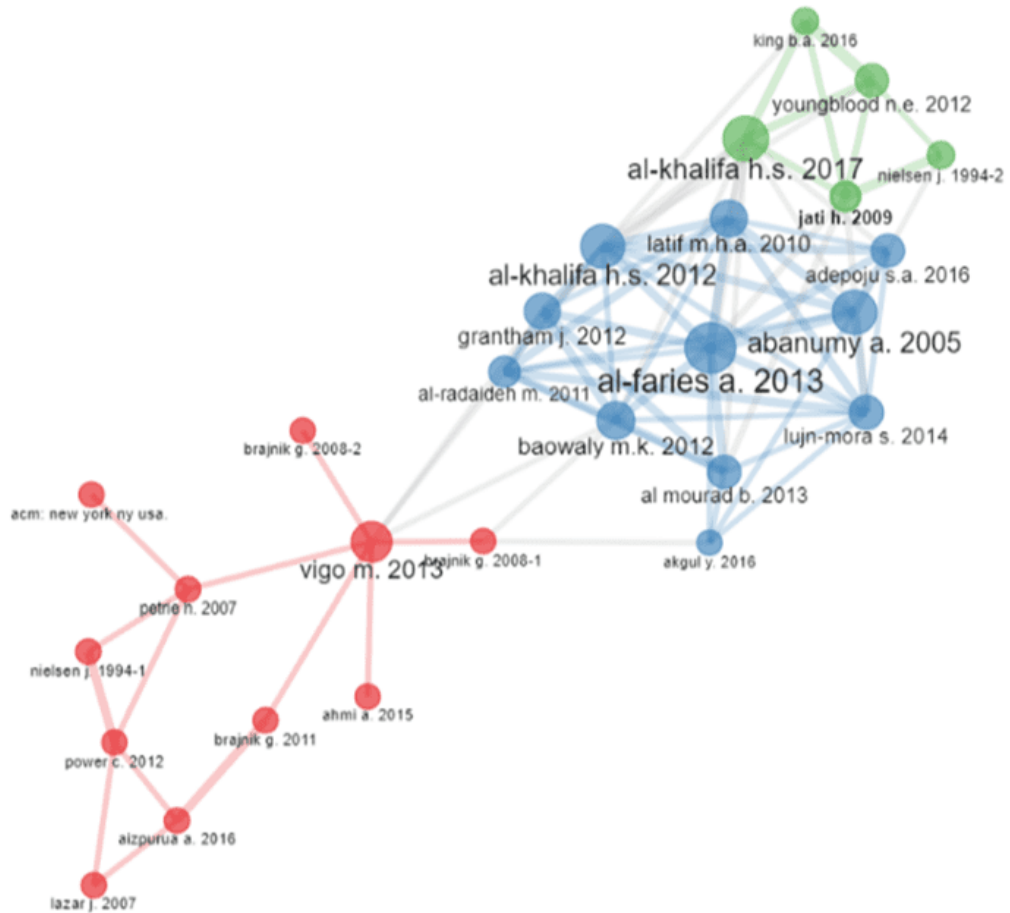 king b.a. 2016
youngblood n.e. 2012
al-khalifa h.s. 2017
nielsen j. 1994-2
jati h. 2009
latif m.h.a. 2010
al-khalifa h.s. 2012
adepoju s.a. 2016
grantham j. 2012
abanumy a. 2005
al-faries a. 2013
al-radaideh m. 2011
lujn-mora s. 2014
baowaly m.k. 2012
brajnik g. 2008-2
al mourad b. 2013
acm: new york ny usa.
brajnik g. 2008-1
akgul y. 2016
vigo m. 2013
petrie h. 2007
nielsen j. 1994-1
ahmi a. 2015
brajnik g. 2011
power c. 2012
aizpurua a. 2016
lazar j. 2007